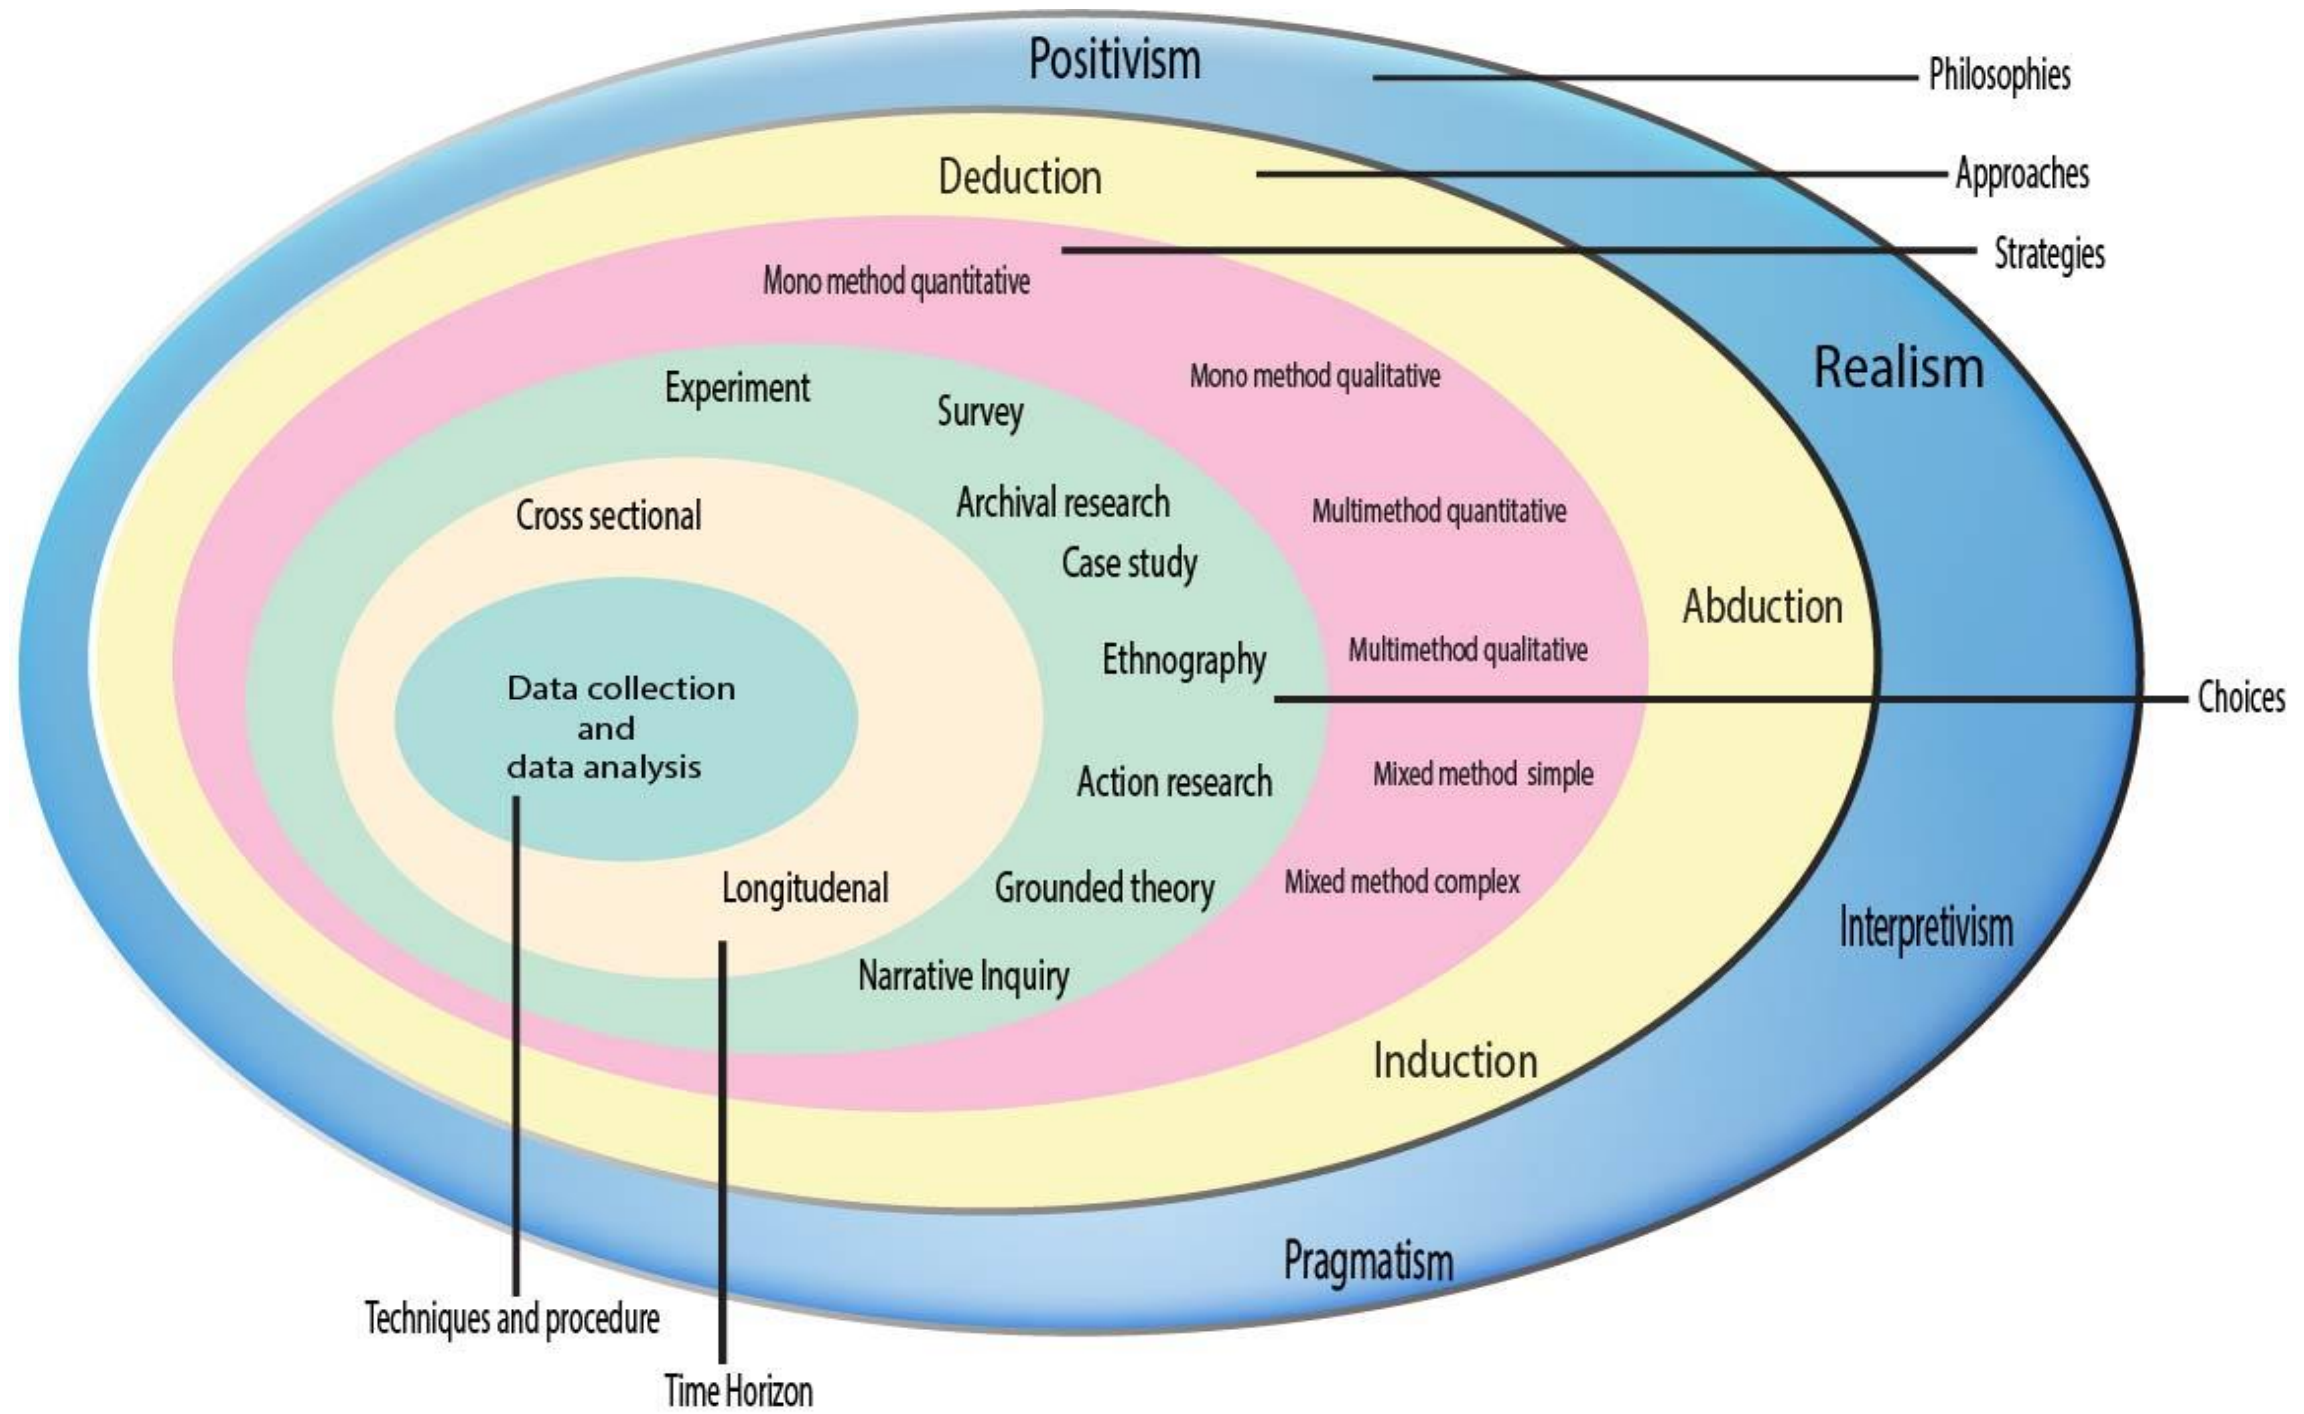 Positivism
Philosophies
Deduction
Approaches
Strategies
Mono method quantitative
Realism
Mono method qualitative
Experiment
Survey
Archival research
Multimethod quantitative
Cross sectional
Case study
Abduction
Ethnography
Multimethod qualitative
Data collection
and
data analysis
Choices
Action research
Mixed method simple
Longitudenal
Grounded theory
Mixed method complex
Interpretivism
Narrative Inquiry
Induction
Pragmatism
Techniques and procedure
Time Horizon